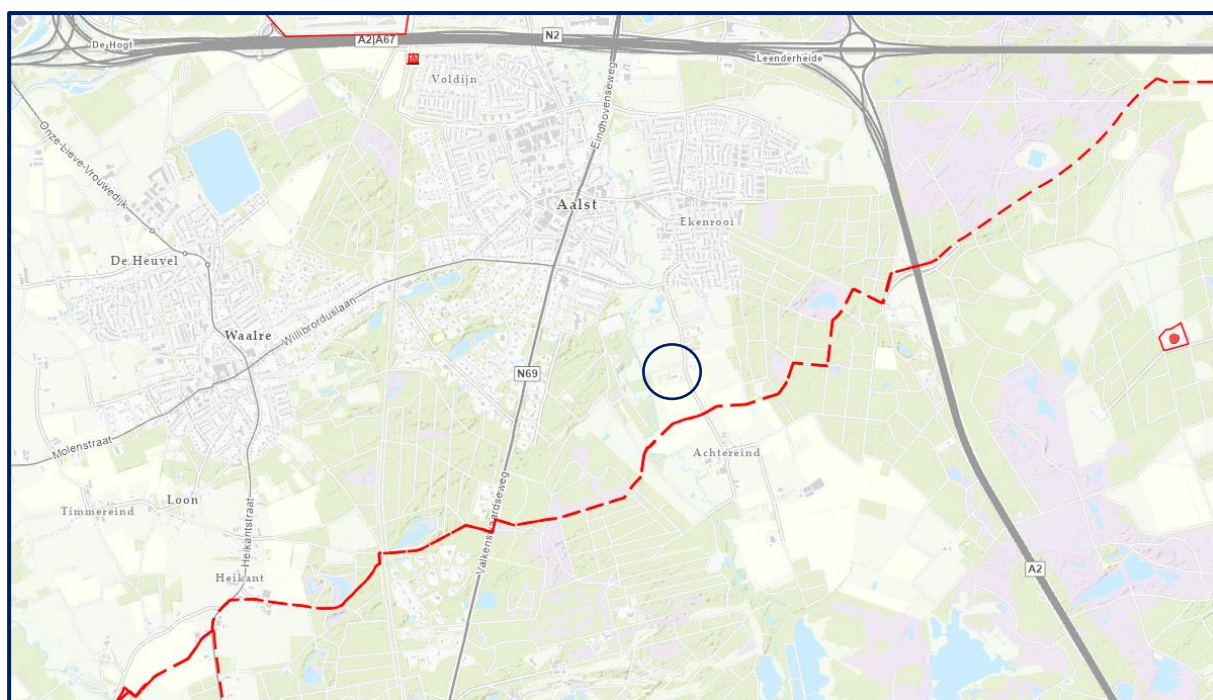 De Hogt
A2|A67
N2
Leenderheide
Voldijn
Eindhovenseweg
Onze-Lieve-Vrouwedijk
Aalst
Ekenrooi
De Heuvel
Willibrorduslaan
Waalre
N69
Molenstraat
Achtereind
Loon
Timmereind
Heikantstraat
Valkenswaardseweg
Heikant
A2